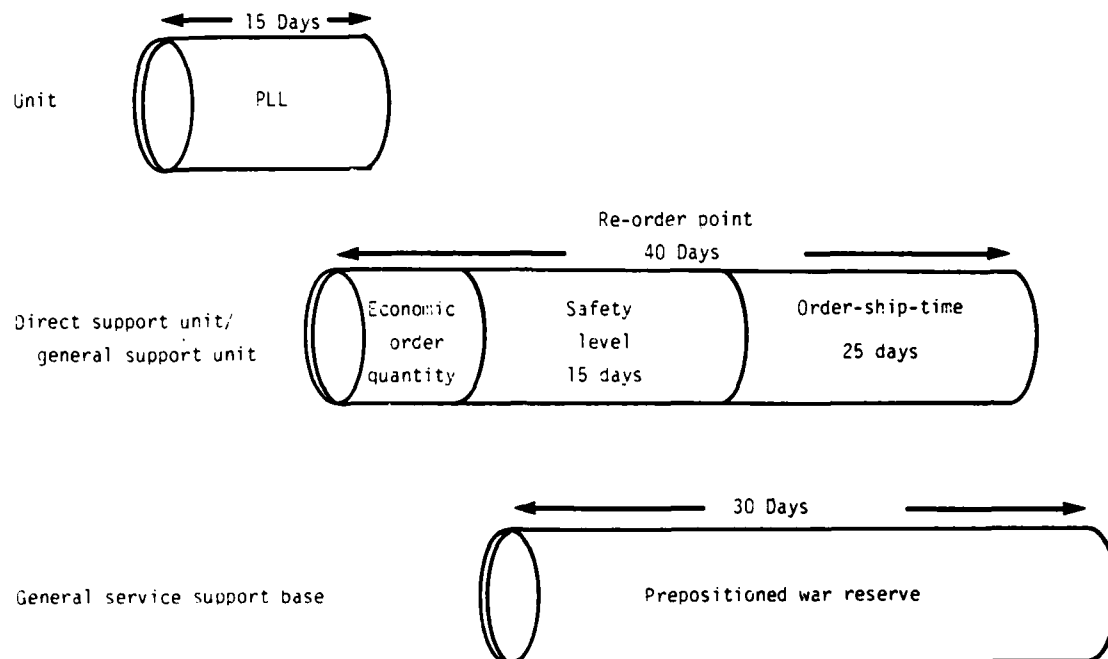 15 Days
Unit
PLL
Re-order point
40 Days
Direct support unit/
general support unit
Economic
order
quantity
Safety
level
15 days
Order-ship-time
25 days
30 Days
General service support base
Prepositioned war reserve